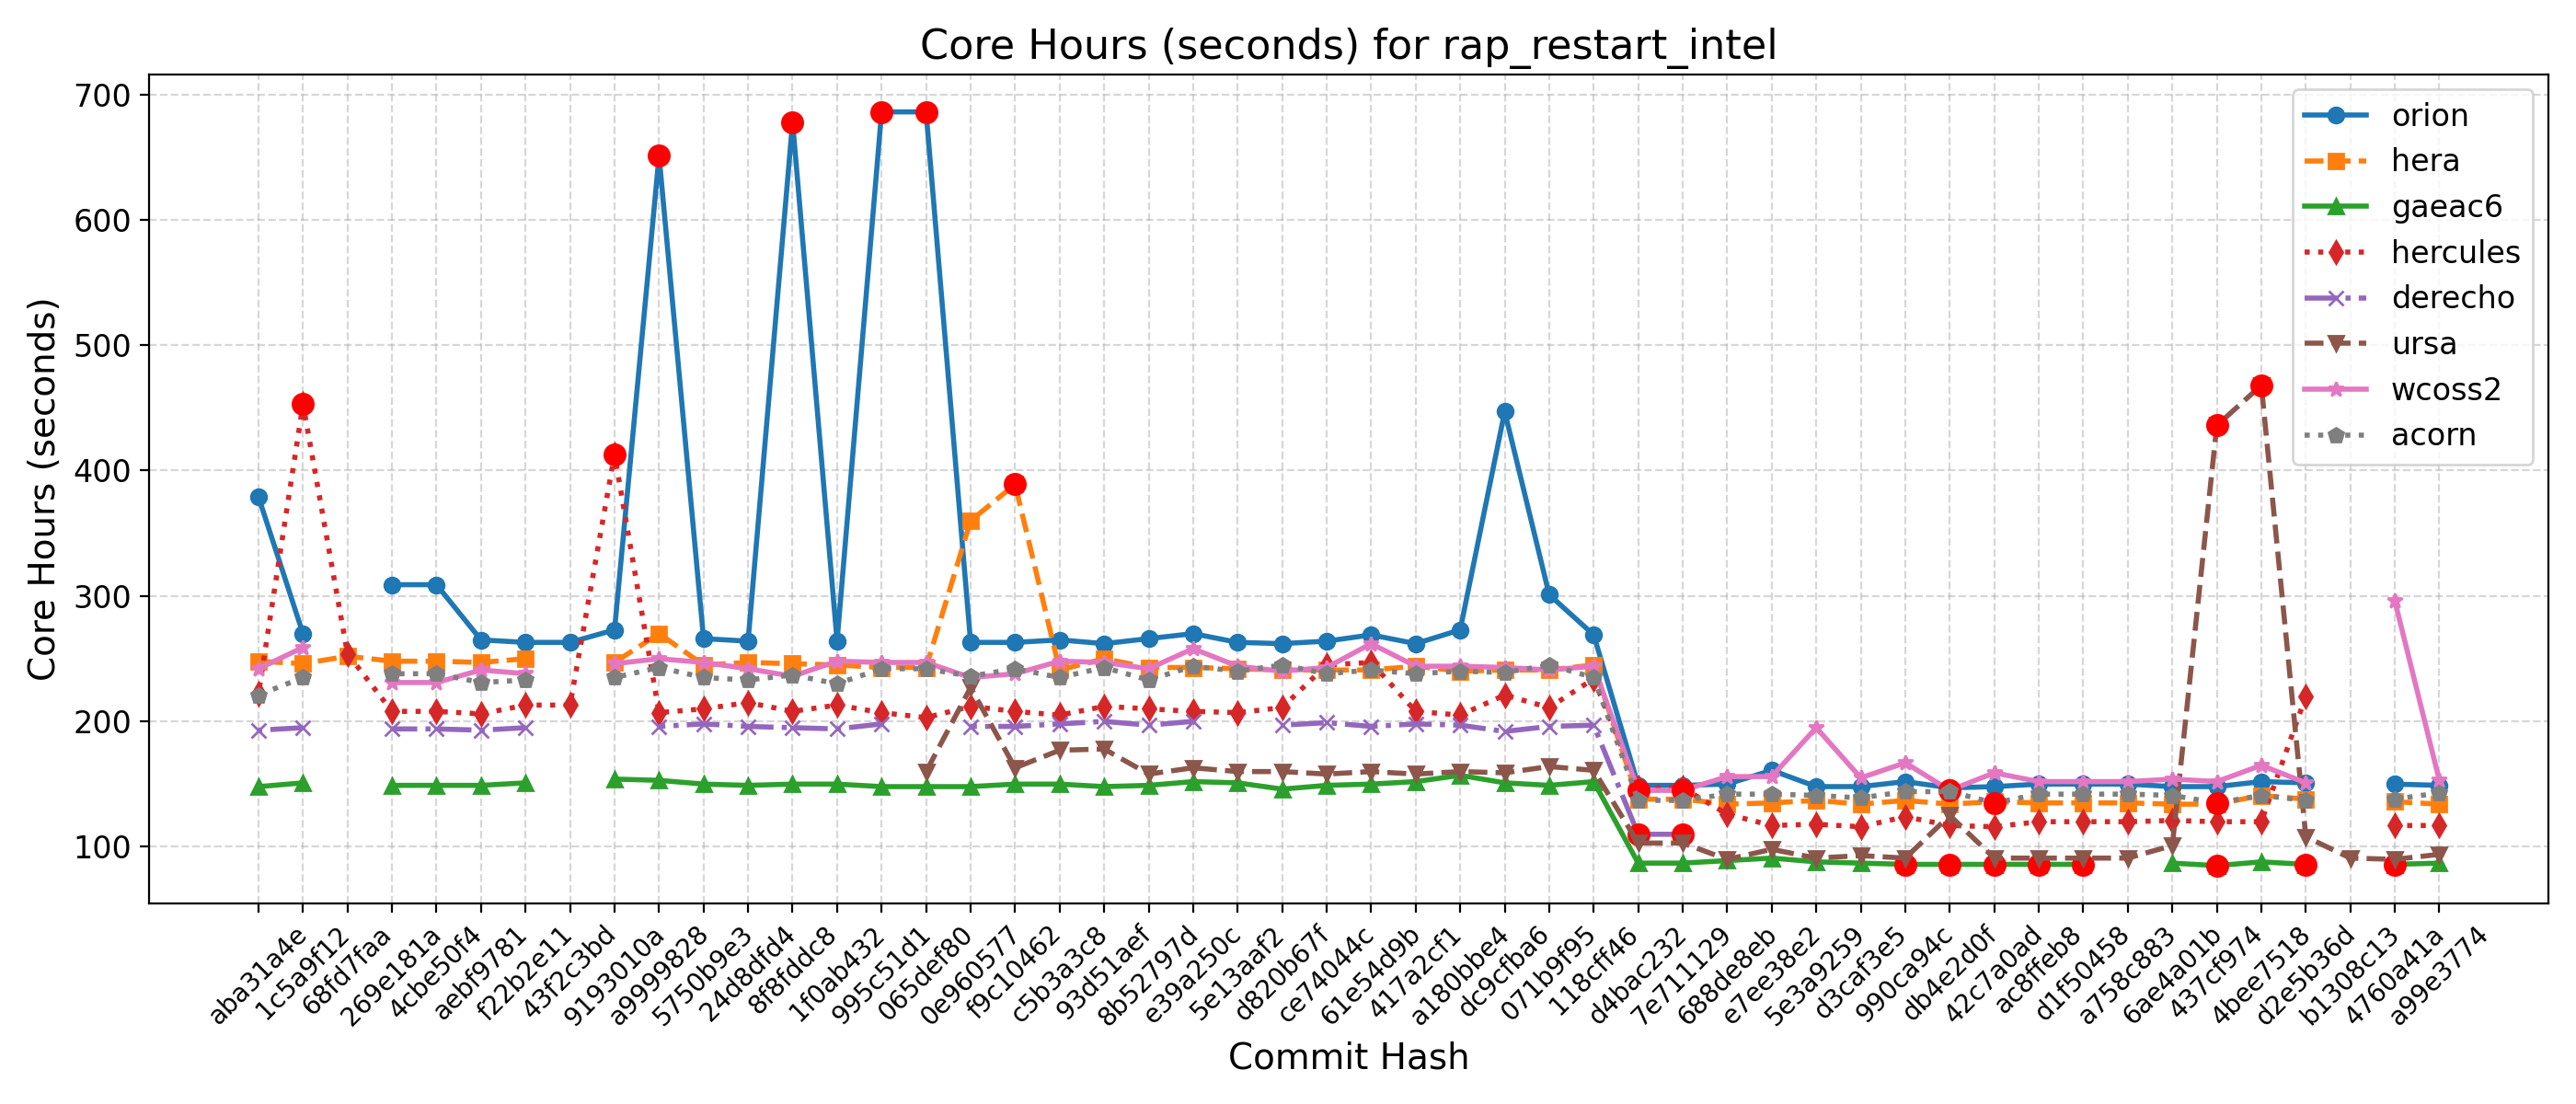 Core Hours (seconds) for rap_restart_intel
Core Hours (seconds)
700
600
500
400
300
200
100
orion
hera
gaeac6
hercules
derecho
ursa
wcoss2
acorn
aba31a4e
1c5a9f12
68fd7faa
269e181a
4cbe50f4
aebf9781
f22b2e11
43f2c3bd
9193010a
a9999828
5750b9e3
24d8dfd4
8f8fddc8
1f0ab432
995c51d1
065def80
0e960577
f9c10462
c5b3a3c8
93d51aef
8b52797d
e39a250c
5e13aaf2
d820b67f
ce74044c
61e54d9b
417a2cf1
a180bbe4
dc9cfba6
071b9f95
118cff46
d4bac232
7e711129
688de8eb
e7ee38e2
5e3a9259
d3caf3e5
990ca94c
db4e2d0f
42c7a0ad
ac8ffeb8
d1f50458
a758c883
6ae4a01b
437cf974
4bee7518
d2e5b36d
b1308c13
4760a41a
a99e3774
Commit Hash